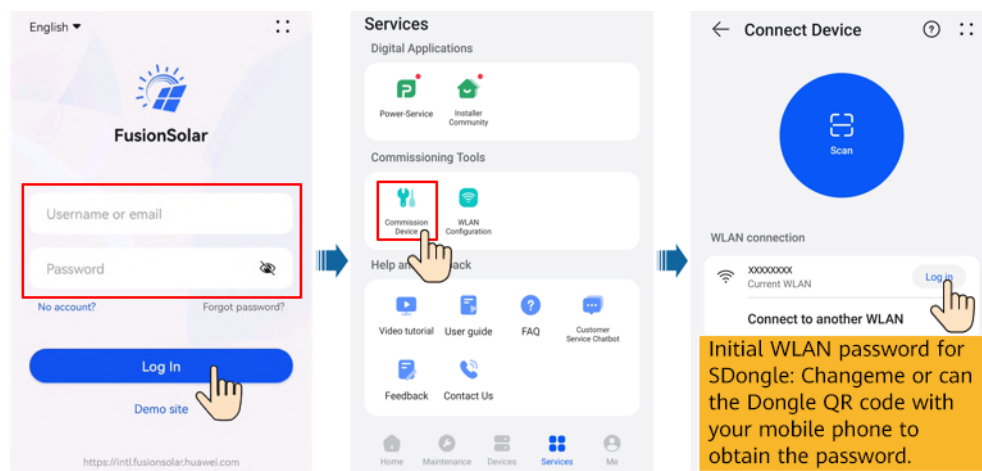 English
FusionSolar
Username or email
Password
No account?
Forgot password?
Log In
Demo site
https://intl.fusionsolar.huawei.com
Services
Digital Applications
Power-Service
Installer
Community
Commissioning Tools
Commission
Device
WLAN
Configuration
Help an back
Video tutorial
User guide
FAQ
Customer
Service Chatbot
Feedback
Contact Us
Home
Maintenance
Devices
Services
Me
Connect Device
Scan
WLAN connection
XXXXXXXX
Current WLAN
Log in
Connect to another WLAN
Initial WLAN password for
SDongle: Changeme or can
the Dongle QR code with
your mobile phone to
obtain the password.